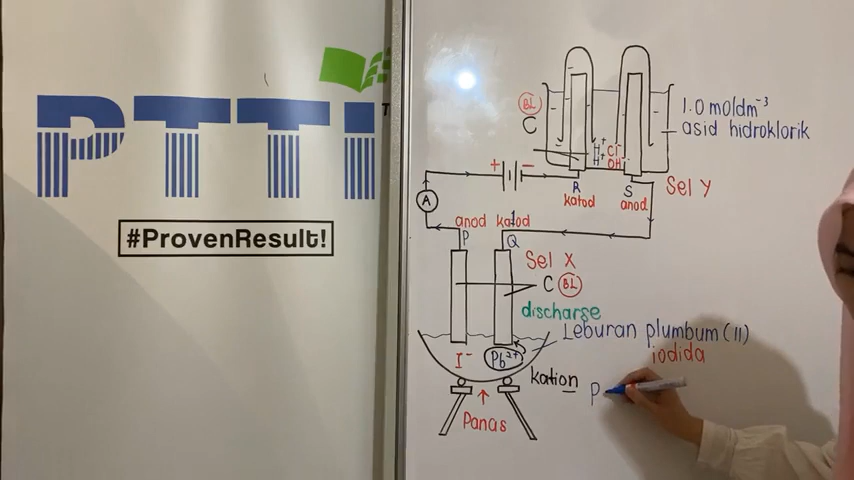 PTTI
T
#ProvenResult!
BL
C
1.0 moldm⁻³
asid hidroklorik
H⁺ Cl⁻
H⁺ OH⁻
+ −
R
S
katod
anod
Sel Y
A
anod katod
P
Q
Sel X
C BL
discharge
Leburan plumbum (II)
iodida
I⁻
Pb²⁺
kation
P
Panas